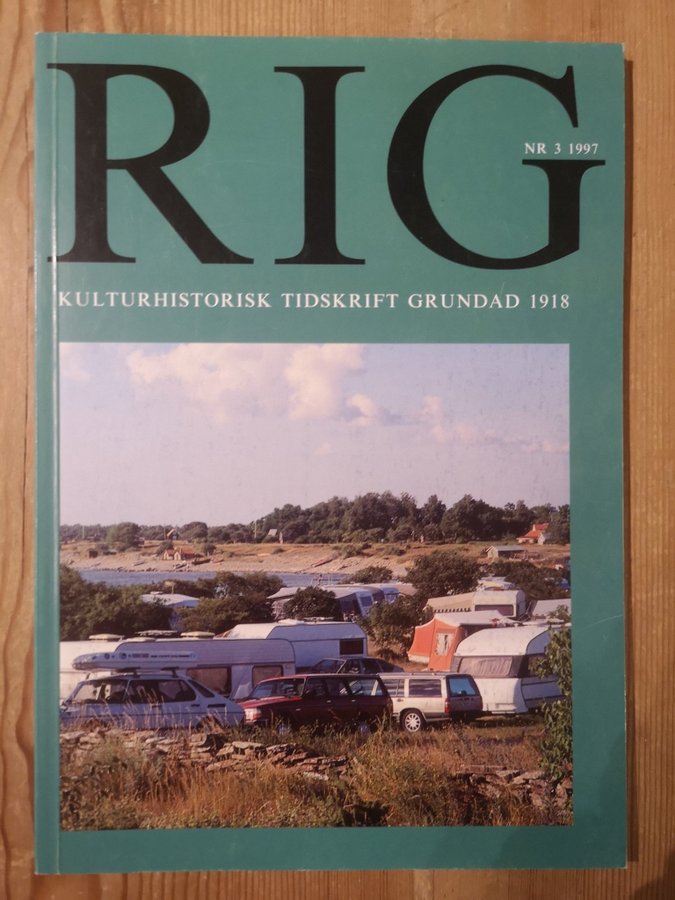 RIG
NR 3 1997
KULTURHISTORISK TIDSKRIFT GRUNDAD 1918